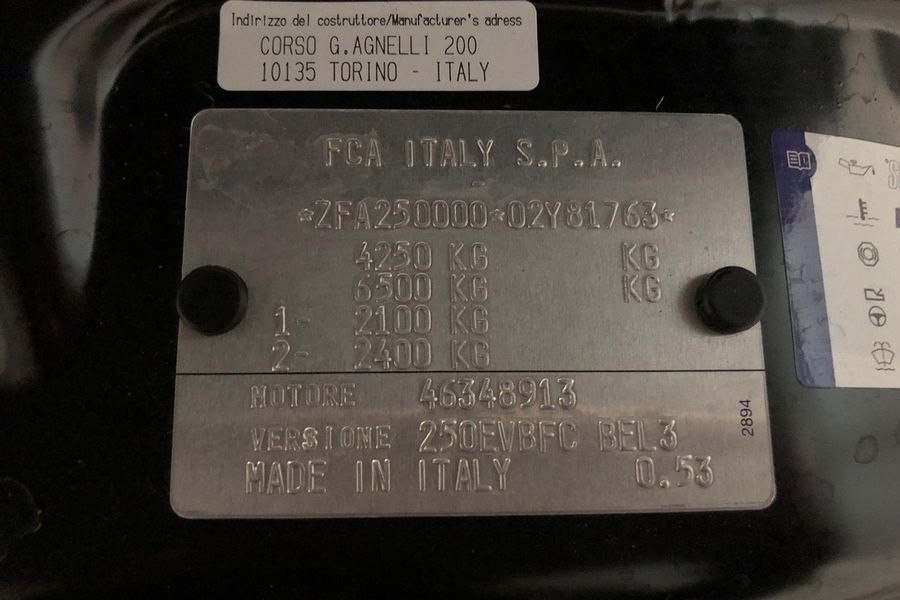 Indirizzo del costruttore/Manufacturer's adress
CORSO G.AGNELLI 200
10135 TORINO - ITALY
FCA ITALY S.P.A.
-
*ZFA250000*02Y81763*
4250 KG KG
6500 KG KG
1- 2100 KG
2- 2400 KG
MOTORE 46348913
VERSIONE 250EVBFC BEL3
MADE IN ITALY 0.53
2894